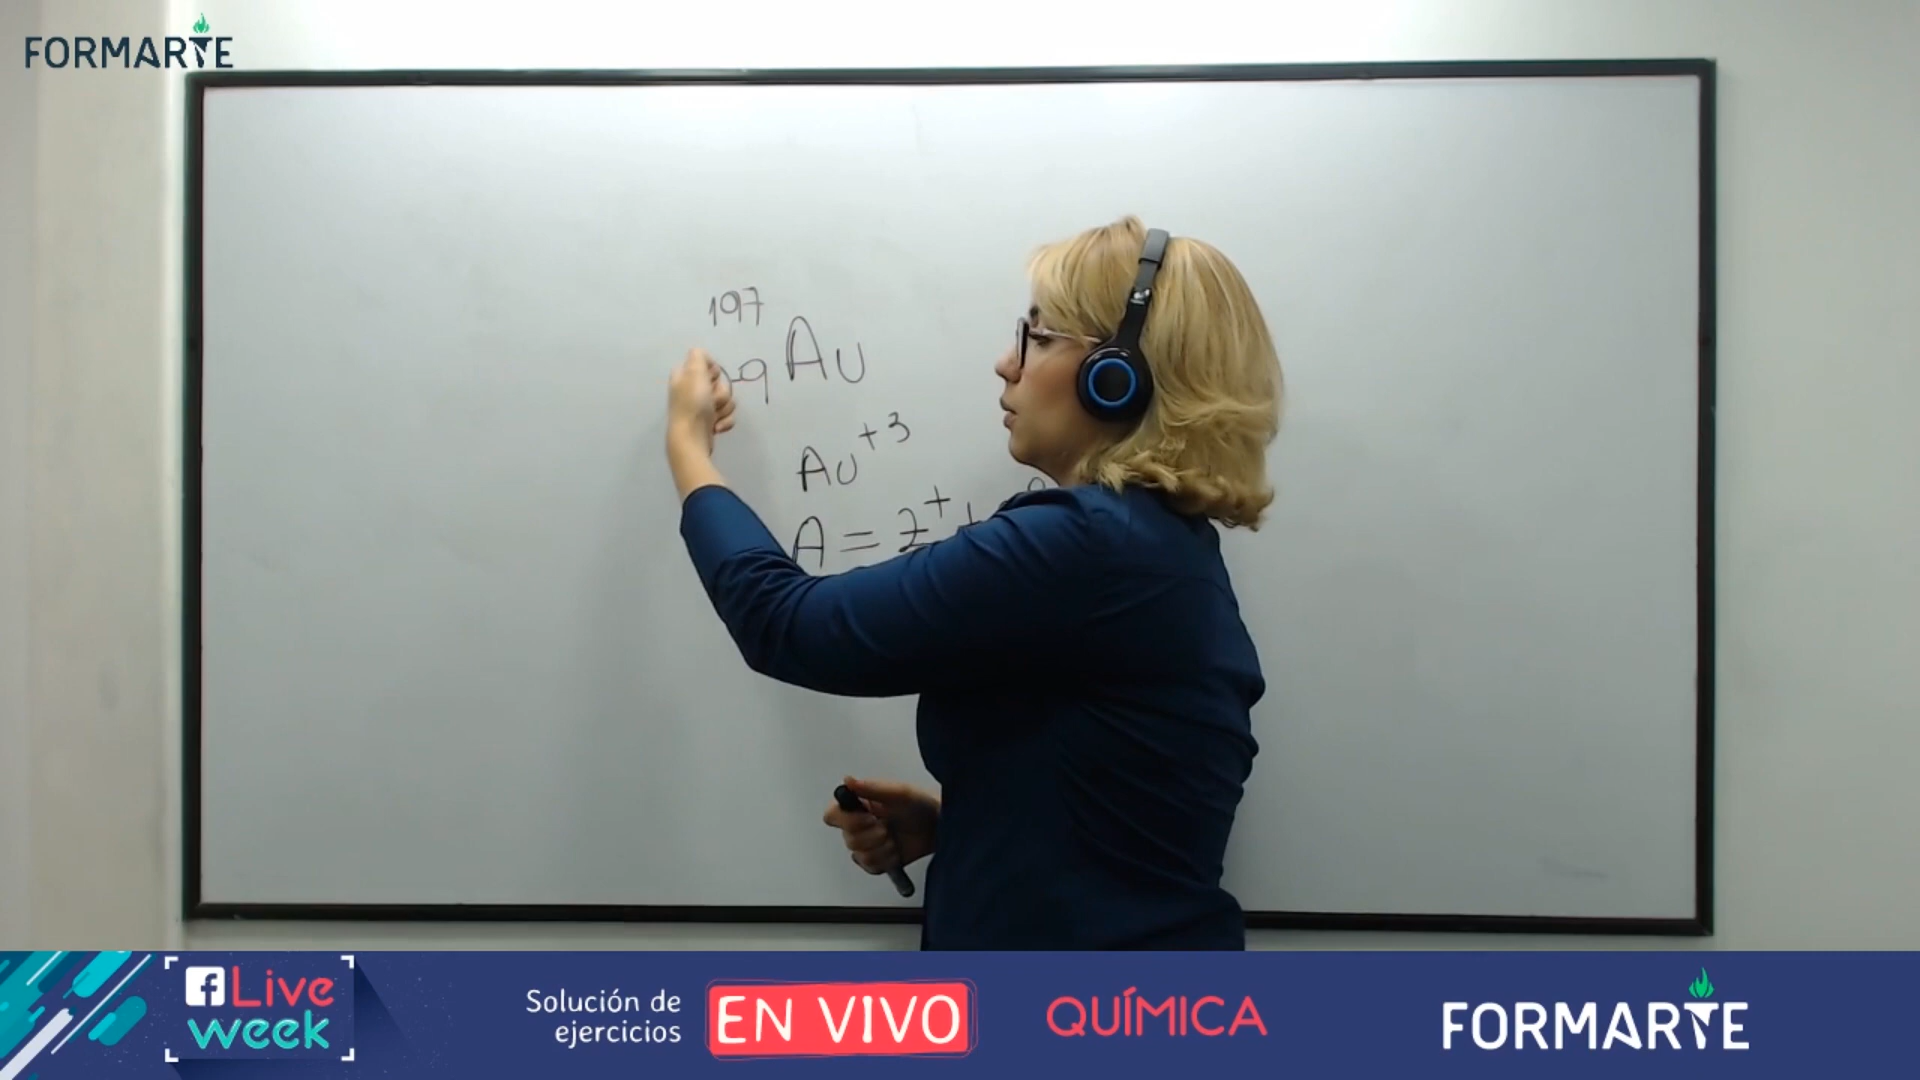 FORMARTE
197
Au
Au+3
A = z+ +
Live
week
Solución de
ejercicios
EN VIVO
QUÍMICA
FORMARTE